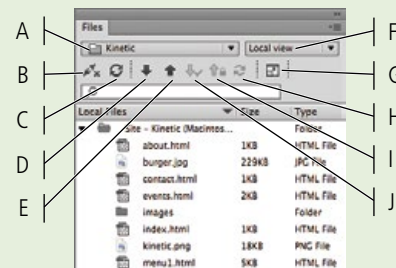 Files
A
Kinetic
Local view
F
B
G
C
H
Local Files
Size
Type
D
Site - Kinetic (Macintos...
Folder
I
about.html
1KB
HTML File
E
burger.jpg
229KB
JPG File
J
contact.html
1KB
HTML File
events.html
2KB
HTML File
images
Folder
index.html
1KB
HTML File
kinetic.png
18KB
PNG File
menu1.html
5KB
HTML File